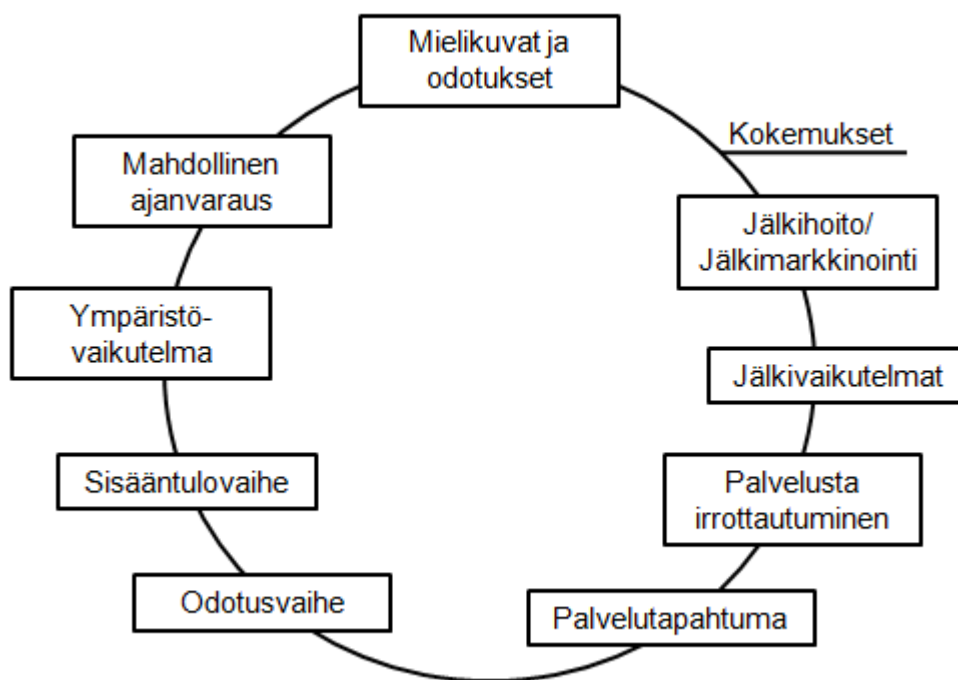 Mielikuvat ja
odotukset
Kokemukset
Mahdollinen
ajanvaraus
Jälkihoito/
Jälkimarkkinointi
Ympäristö-
vaikutelma
Jälkivaikutelmat
Sisääntulovaihe
Palvelusta
irrottautuminen
Odotusvaihe
Palvelutapahtuma